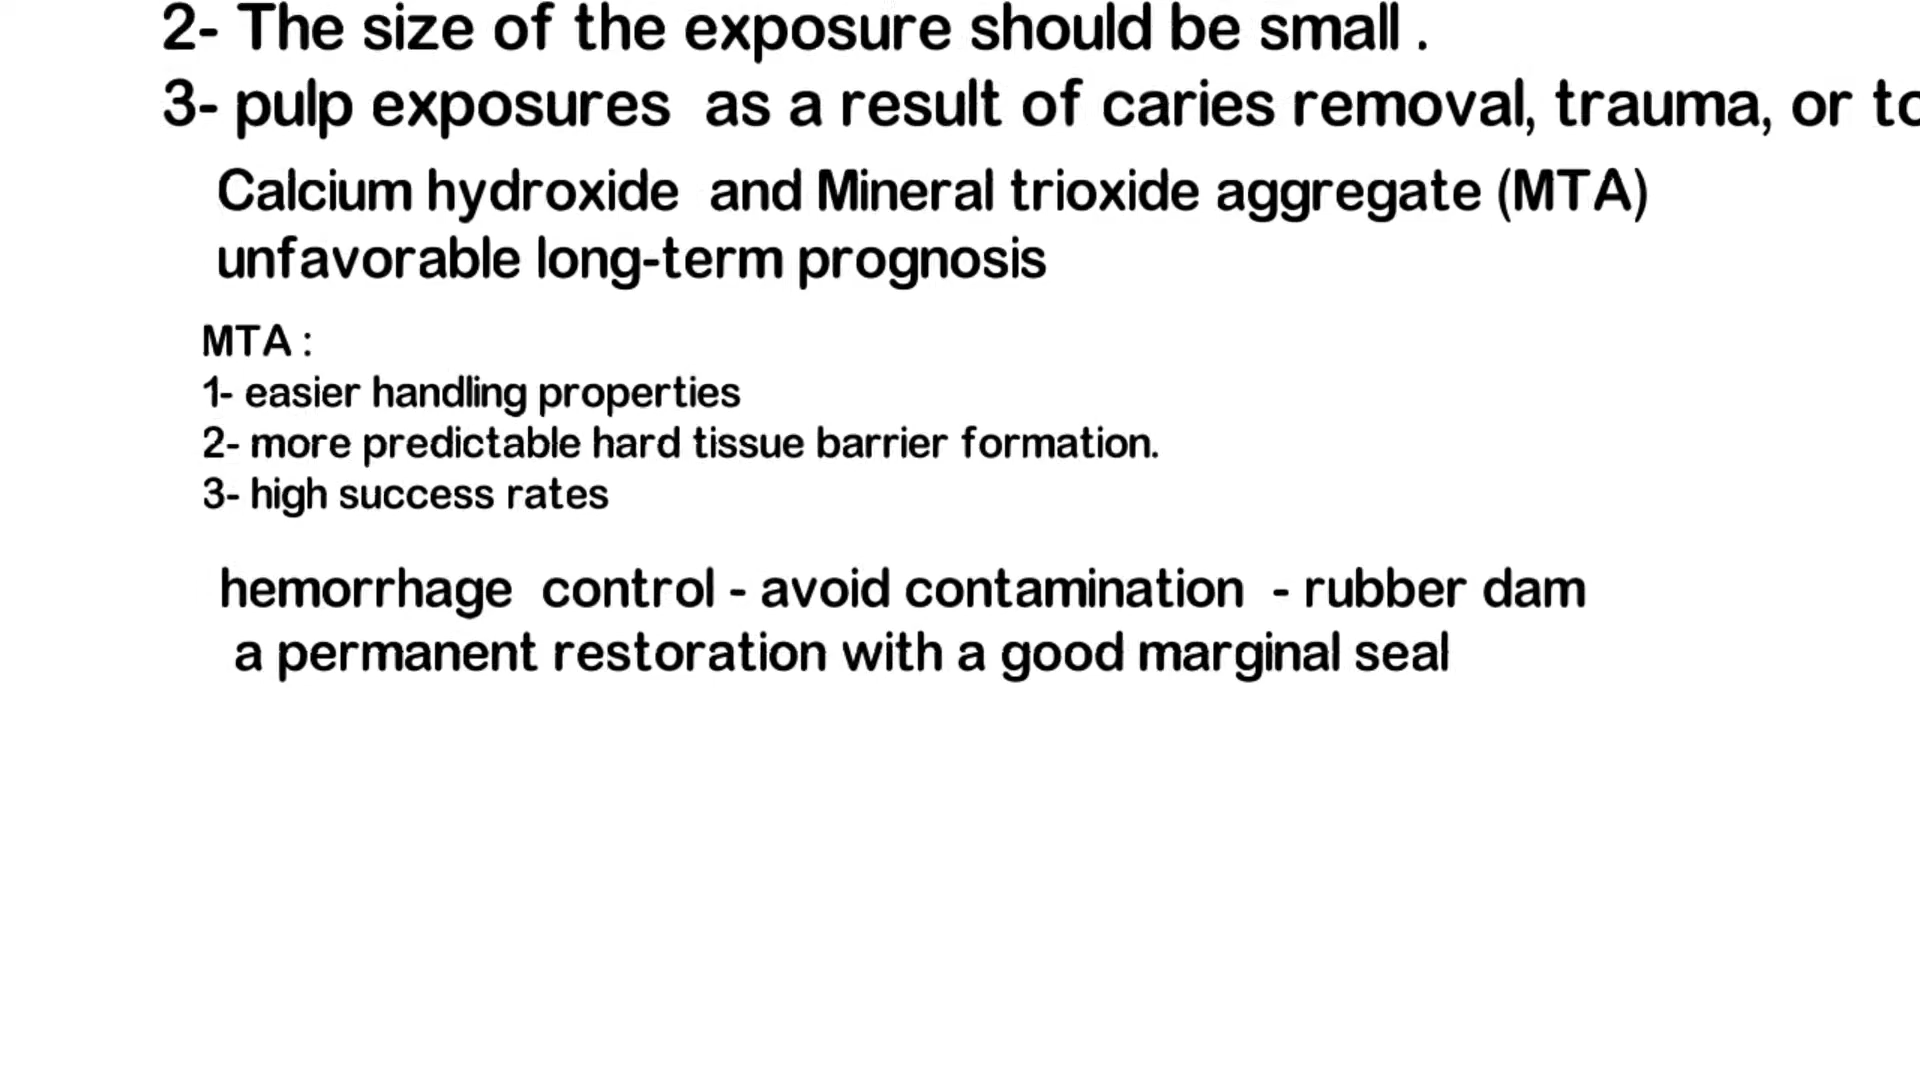 2- The size of the exposure should be small .
3- pulp exposures as a result of caries removal, trauma, or
Calcium hydroxide and Mineral trioxide aggregate (MTA)
unfavorable long-term prognosis
MTA :
1- easier handling properties
2- more predictable hard tissue barrier formation.
3- high success rates
hemorrhage control - avoid contamination - rubber dam
a permanent restoration with a good marginal seal